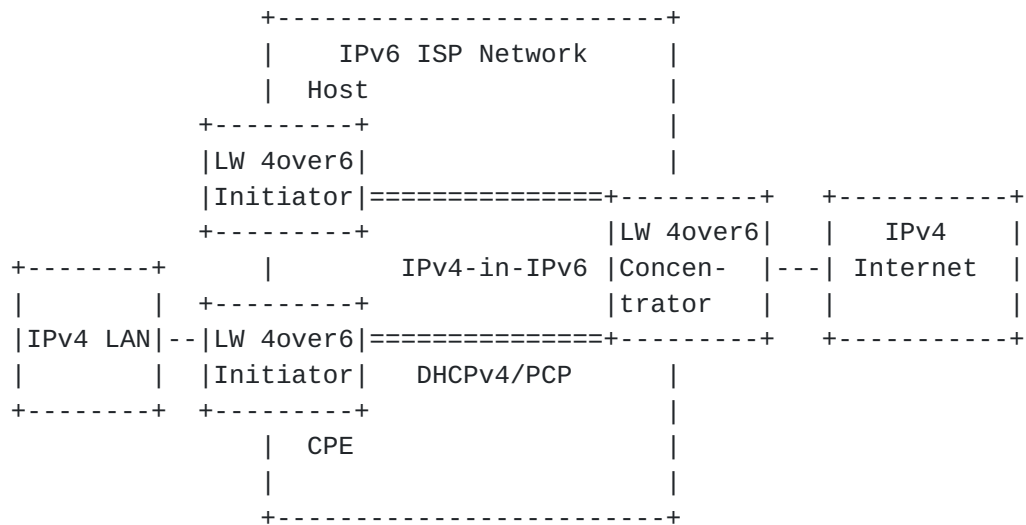 IPv6 ISP Network
Host
LW 4over6
Initiator
LW 4over6
Concen-
trator
IPv4
Internet
IPv4-in-IPv6
IPv4 LAN
LW 4over6
Initiator
DHCPv4/PCP
CPE